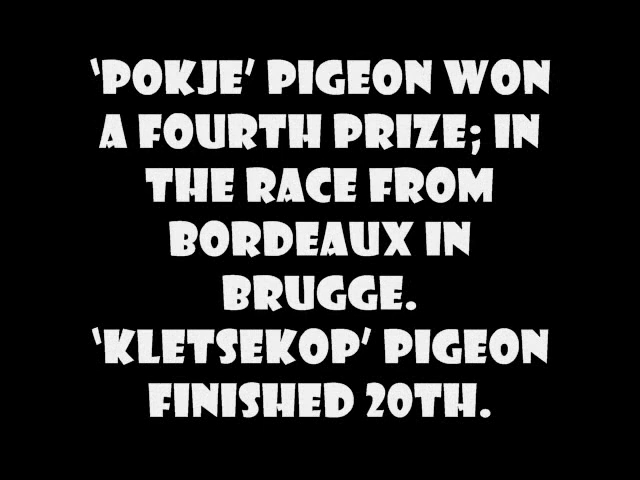 ‘POKJE’ PIGEON WON
A FOURTH PRIZE; IN
THE RACE FROM
BORDEAUX IN
BRUGGE.
‘KLETSEKOP’ PIGEON
FINISHED 20TH.